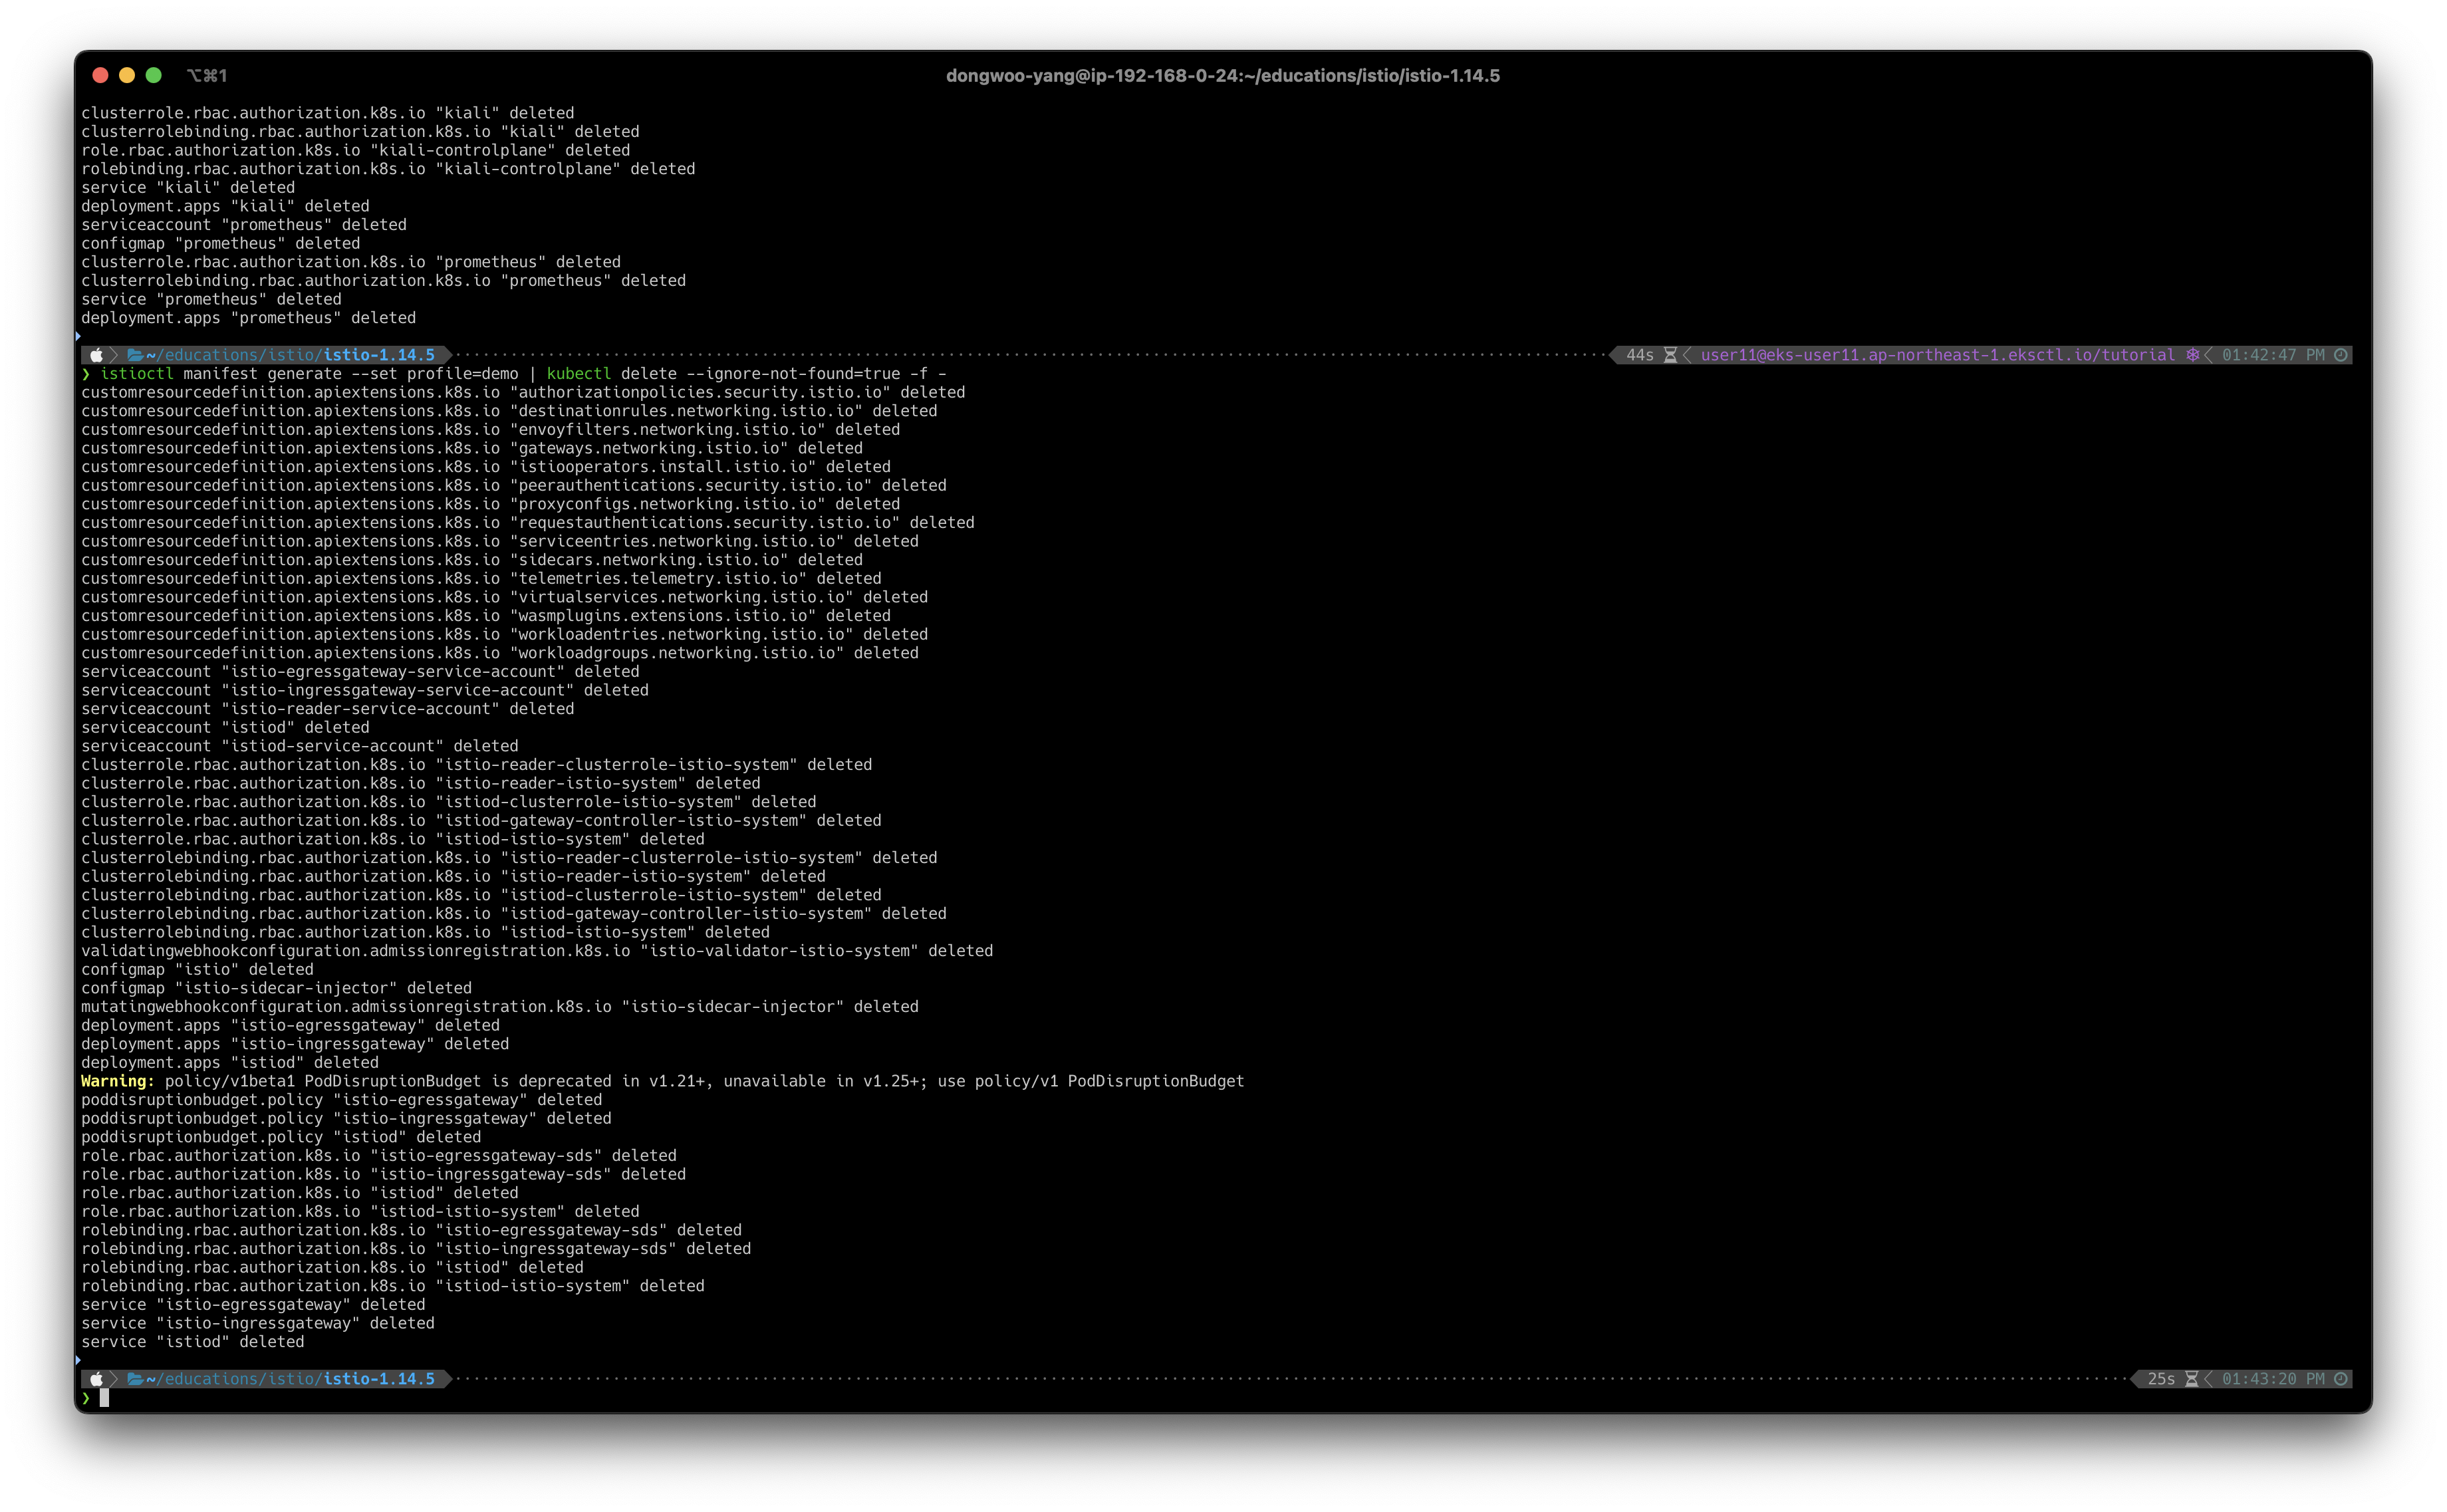 ⌥⌘1
dongwoo-yang@ip-192-168-0-24:~/educations/istio/istio-1.14.5
clusterrole.rbac.authorization.k8s.io "kiali" deleted
clusterrolebinding.rbac.authorization.k8s.io "kiali" deleted
role.rbac.authorization.k8s.io "kiali-controlplane" deleted
rolebinding.rbac.authorization.k8s.io "kiali-controlplane" deleted
service "kiali" deleted
deployment.apps "kiali" deleted
serviceaccount "prometheus" deleted
configmap "prometheus" deleted
clusterrole.rbac.authorization.k8s.io "prometheus" deleted
clusterrolebinding.rbac.authorization.k8s.io "prometheus" deleted
service "prometheus" deleted
deployment.apps "prometheus" deleted
~/educations/istio/istio-1.14.5 44s user11@eks-user11.ap-northeast-1.eksctl.io/tutorial 01:42:47 PM
❯ istioctl manifest generate --set profile=demo | kubectl delete --ignore-not-found=true -f -
customresourcedefinition.apiextensions.k8s.io "authorizationpolicies.security.istio.io" deleted
customresourcedefinition.apiextensions.k8s.io "destinationrules.networking.istio.io" deleted
customresourcedefinition.apiextensions.k8s.io "envoyfilters.networking.istio.io" deleted
customresourcedefinition.apiextensions.k8s.io "gateways.networking.istio.io" deleted
customresourcedefinition.apiextensions.k8s.io "istiooperators.install.istio.io" deleted
customresourcedefinition.apiextensions.k8s.io "peerauthentications.security.istio.io" deleted
customresourcedefinition.apiextensions.k8s.io "proxyconfigs.networking.istio.io" deleted
customresourcedefinition.apiextensions.k8s.io "requestauthentications.security.istio.io" deleted
customresourcedefinition.apiextensions.k8s.io "serviceentries.networking.istio.io" deleted
customresourcedefinition.apiextensions.k8s.io "sidecars.networking.istio.io" deleted
customresourcedefinition.apiextensions.k8s.io "telemetries.telemetry.istio.io" deleted
customresourcedefinition.apiextensions.k8s.io "virtualservices.networking.istio.io" deleted
customresourcedefinition.apiextensions.k8s.io "wasmplugins.extensions.istio.io" deleted
customresourcedefinition.apiextensions.k8s.io "workloadentries.networking.istio.io" deleted
customresourcedefinition.apiextensions.k8s.io "workloadgroups.networking.istio.io" deleted
serviceaccount "istio-egressgateway-service-account" deleted
serviceaccount "istio-ingressgateway-service-account" deleted
serviceaccount "istio-reader-service-account" deleted
serviceaccount "istiod" deleted
serviceaccount "istiod-service-account" deleted
clusterrole.rbac.authorization.k8s.io "istio-reader-clusterrole-istio-system" deleted
clusterrole.rbac.authorization.k8s.io "istio-reader-istio-system" deleted
clusterrole.rbac.authorization.k8s.io "istiod-clusterrole-istio-system" deleted
clusterrole.rbac.authorization.k8s.io "istiod-gateway-controller-istio-system" deleted
clusterrole.rbac.authorization.k8s.io "istiod-istio-system" deleted
clusterrolebinding.rbac.authorization.k8s.io "istio-reader-clusterrole-istio-system" deleted
clusterrolebinding.rbac.authorization.k8s.io "istio-reader-istio-system" deleted
clusterrolebinding.rbac.authorization.k8s.io "istiod-clusterrole-istio-system" deleted
clusterrolebinding.rbac.authorization.k8s.io "istiod-gateway-controller-istio-system" deleted
clusterrolebinding.rbac.authorization.k8s.io "istiod-istio-system" deleted
validatingwebhookconfiguration.admissionregistration.k8s.io "istio-validator-istio-system" deleted
configmap "istio" deleted
configmap "istio-sidecar-injector" deleted
mutatingwebhookconfiguration.admissionregistration.k8s.io "istio-sidecar-injector" deleted
deployment.apps "istio-egressgateway" deleted
deployment.apps "istio-ingressgateway" deleted
deployment.apps "istiod" deleted
Warning: policy/v1beta1 PodDisruptionBudget is deprecated in v1.21+, unavailable in v1.25+; use policy/v1 PodDisruptionBudget
poddisruptionbudget.policy "istio-egressgateway" deleted
poddisruptionbudget.policy "istio-ingressgateway" deleted
poddisruptionbudget.policy "istiod" deleted
role.rbac.authorization.k8s.io "istio-egressgateway-sds" deleted
role.rbac.authorization.k8s.io "istio-ingressgateway-sds" deleted
role.rbac.authorization.k8s.io "istiod" deleted
role.rbac.authorization.k8s.io "istiod-istio-system" deleted
rolebinding.rbac.authorization.k8s.io "istio-egressgateway-sds" deleted
rolebinding.rbac.authorization.k8s.io "istio-ingressgateway-sds" deleted
rolebinding.rbac.authorization.k8s.io "istiod" deleted
rolebinding.rbac.authorization.k8s.io "istiod-istio-system" deleted
service "istio-egressgateway" deleted
service "istio-ingressgateway" deleted
service "istiod" deleted
~/educations/istio/istio-1.14.5 25s 01:43:20 PM
❯